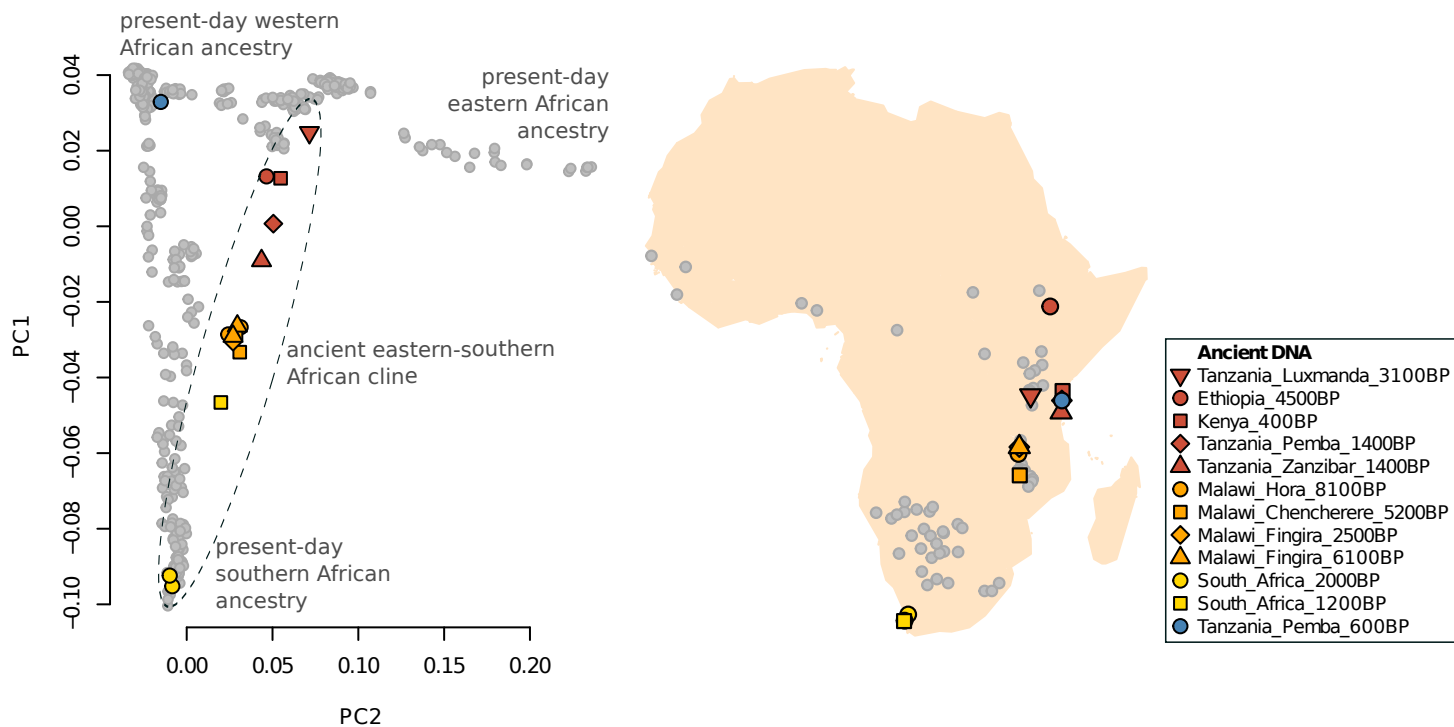 present-day western
African ancestry
present-day
eastern African
ancestry
0.04
0.02
0.00
−0.02
−0.04
−0.06
−0.08
−0.10
PC1
ancient eastern-southern
African cline
present-day
southern African
ancestry
0.00
0.05
0.10
0.15
0.20
PC2
Ancient DNA
Tanzania_Luxmanda_3100BP
Ethiopia_4500BP
Kenya_400BP
Tanzania_Pemba_1400BP
Tanzania_Zanzibar_1400BP
Malawi_Hora_8100BP
Malawi_Chencherere_5200BP
Malawi_Fingira_2500BP
Malawi_Fingira_6100BP
South_Africa_2000BP
South_Africa_1200BP
Tanzania_Pemba_600BP